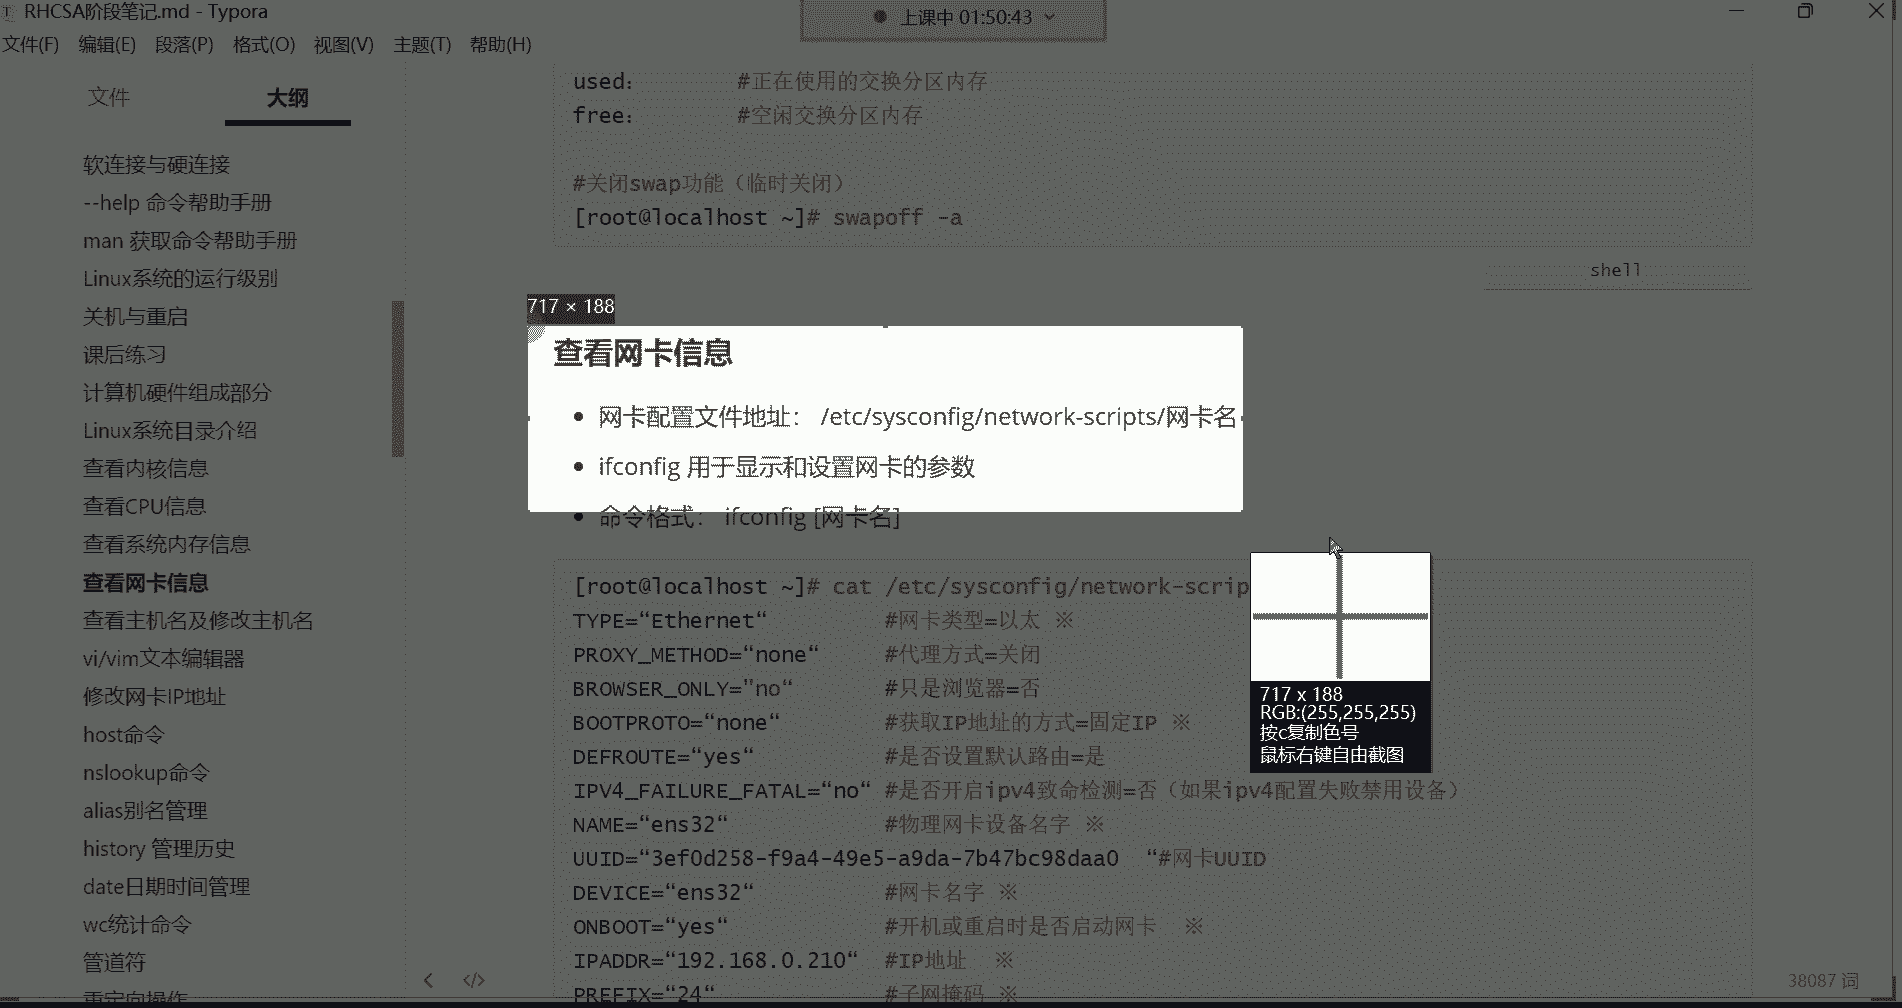 RHCSA阶段笔记.md - Typora
上课中 01:50:43
文件(F) 编辑(E) 段落(P) 格式(O) 视图(V) 主题(T) 帮助(H)
文件 大纲
软连接与硬连接
--help 命令帮助手册
man 获取命令帮助手册
Linux系统的运行级别
关机与重启
课后练习
计算机硬件组成部分
Linux系统目录介绍
查看内核信息
查看CPU信息
查看系统内存信息
查看网卡信息
查看主机名及修改主机名
vi/vim文本编辑器
修改网卡IP地址
host命令
nslookup命令
alias别名管理
history 管理历史
date日期时间管理
wc统计命令
管道符
重定向操作
used: #正在使用的交换分区内存
free: #空闲交换分区内存
#关闭swap功能（临时关闭）
[root@localhost ~]# swapoff -a
shell
717 × 188
查看网卡信息
网卡配置文件地址： /etc/sysconfig/network-scripts/网卡名
ifconfig 用于显示和设置网卡的参数
命令格式： ifconfig [网卡名]
[root@localhost ~]# cat /etc/sysconfig/network-scrip
TYPE=“Ethernet“ #网卡类型=以太 ※
PROXY_METHOD=“none“ #代理方式=关闭
BROWSER_ONLY="no“ #只是浏览器=否
BOOTPROTO=“none“ #获取IP地址的方式=固定IP ※
DEFROUTE=“yes“ #是否设置默认路由=是
IPV4_FAILURE_FATAL=“no“ #是否开启ipv4致命检测=否（如果ipv4配置失败禁用设备）
NAME=“ens32“ #物理网卡设备名字 ※
UUID=“3ef0d258-f9a4-49e5-a9da-7b47bc98daa0 “#网卡UUID
DEVICE=“ens32“ #网卡名字 ※
ONBOOT=“yes“ #开机或重启时是否启动网卡 ※
IPADDR=“192.168.0.210“ #IP地址 ※
PREFIX=“24“ #子网掩码 ※
717 x 188
RGB:(255,255,255)
按c复制色号
鼠标右键自由截图
38087 词